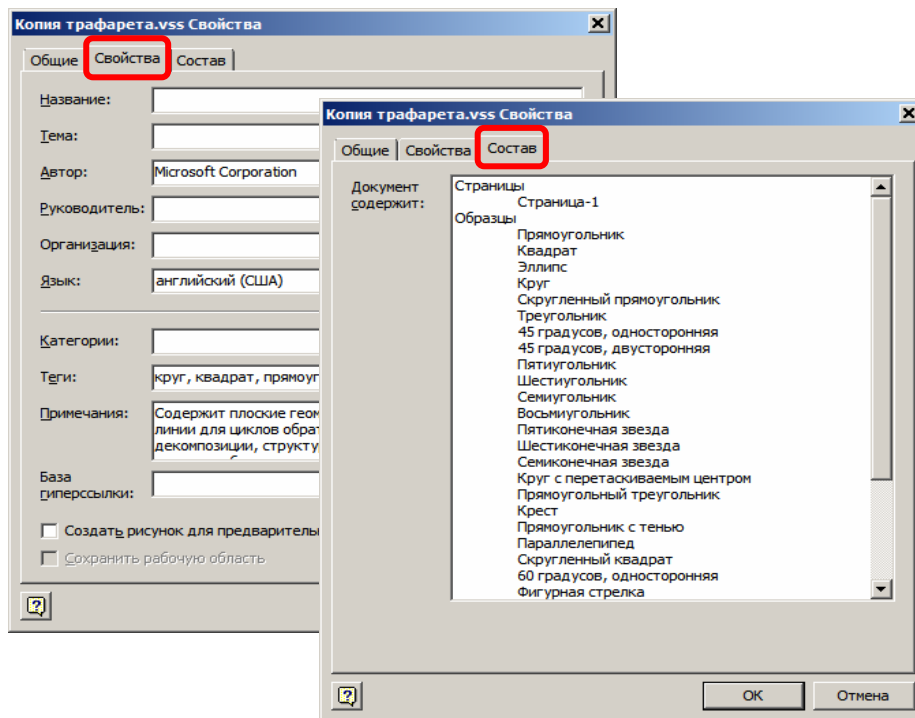 Копия трафарета.vss Свойства
Общие Свойства Состав
Название:
Тема:
Автор: Microsoft Corporation
Руководитель:
Организация:
Язык: английский (США)
Категории:
Теги: круг, квадрат, прямоуг
Примечания: Содержит плоские геом
линии для циклов обрат
декомпозиции, структу
База
гиперссылки:
Создать рисунок для предваритель
Сохранить рабочую область
Копия трафарета.vss Свойства
Общие Свойства Состав
Документ
содержит:
Страницы
Страница-1
Образцы
Прямоугольник
Квадрат
Эллипс
Круг
Скругленный прямоугольник
Треугольник
45 градусов, односторонняя
45 градусов, двусторонняя
Пятиугольник
Шестиугольник
Семиугольник
Восьмиугольник
Пятиконечная звезда
Шестиконечная звезда
Семиконечная звезда
Круг с перетаскиваемым центром
Прямоугольный треугольник
Крест
Прямоугольник с тенью
Параллелепипед
Скругленный квадрат
60 градусов, односторонняя
Фигурная стрелка
ОК Отмена